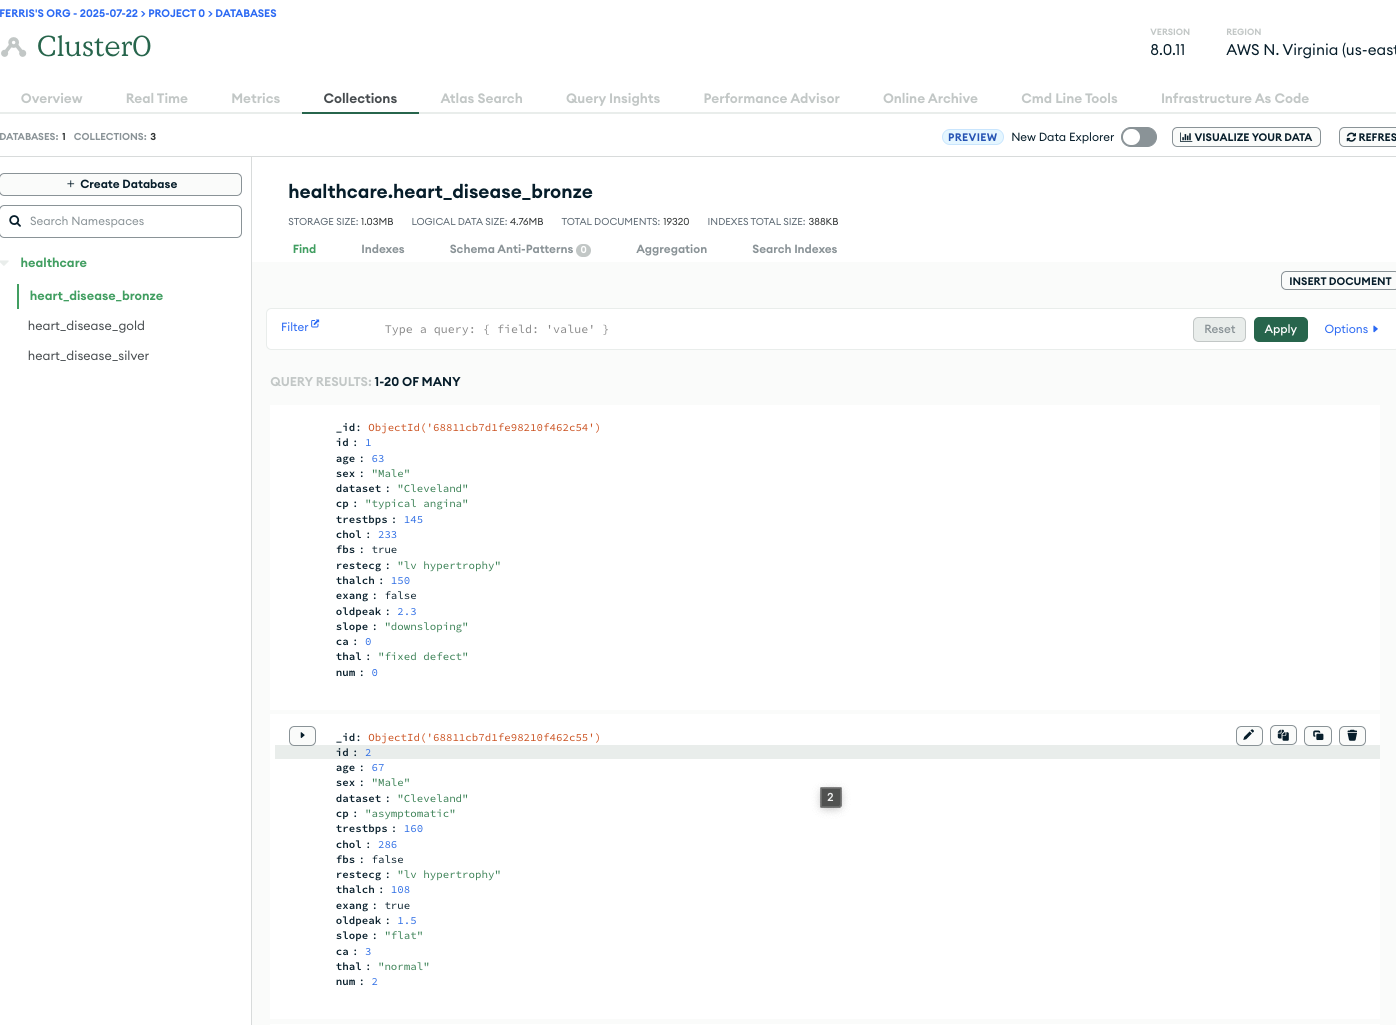 FERRIS'S ORG - 2025-07-22 > PROJECT 0 > DATABASES
Cluster0
VERSION
8.0.11
REGION
AWS N. Virginia (us-east
Overview Real Time Metrics Collections Atlas Search Query Insights Performance Advisor Online Archive Cmd Line Tools Infrastructure As Code
DATABASES: 1 COLLECTIONS: 3
PREVIEW New Data Explorer VISUALIZE YOUR DATA REFRES
+ Create Database
Search Namespaces
healthcare
heart_disease_bronze
heart_disease_gold
heart_disease_silver
healthcare.heart_disease_bronze
STORAGE SIZE: 1.03MB LOGICAL DATA SIZE: 4.76MB TOTAL DOCUMENTS: 19320 INDEXES TOTAL SIZE: 388KB
Find Indexes Schema Anti-Patterns 0 Aggregation Search Indexes
INSERT DOCUMENT
Filter Type a query: { field: 'value' } Reset Apply Options
QUERY RESULTS: 1-20 OF MANY
_id: ObjectId('68811cb7d1fe98210f462c54')
id : 1
age : 63
sex : "Male"
dataset : "Cleveland"
cp : "typical angina"
trestbps : 145
chol : 233
fbs : true
restecg : "lv hypertrophy"
thalch : 150
exang : false
oldpeak : 2.3
slope : "downsloping"
ca : 0
thal : "fixed defect"
num : 0
_id: ObjectId('68811cb7d1fe98210f462c55')
id : 2
age : 67
sex : "Male"
dataset : "Cleveland"
2
cp : "asymptomatic"
trestbps : 160
chol : 286
fbs : false
restecg : "lv hypertrophy"
thalch : 108
exang : true
oldpeak : 1.5
slope : "flat"
ca : 3
thal : "normal"
num : 2